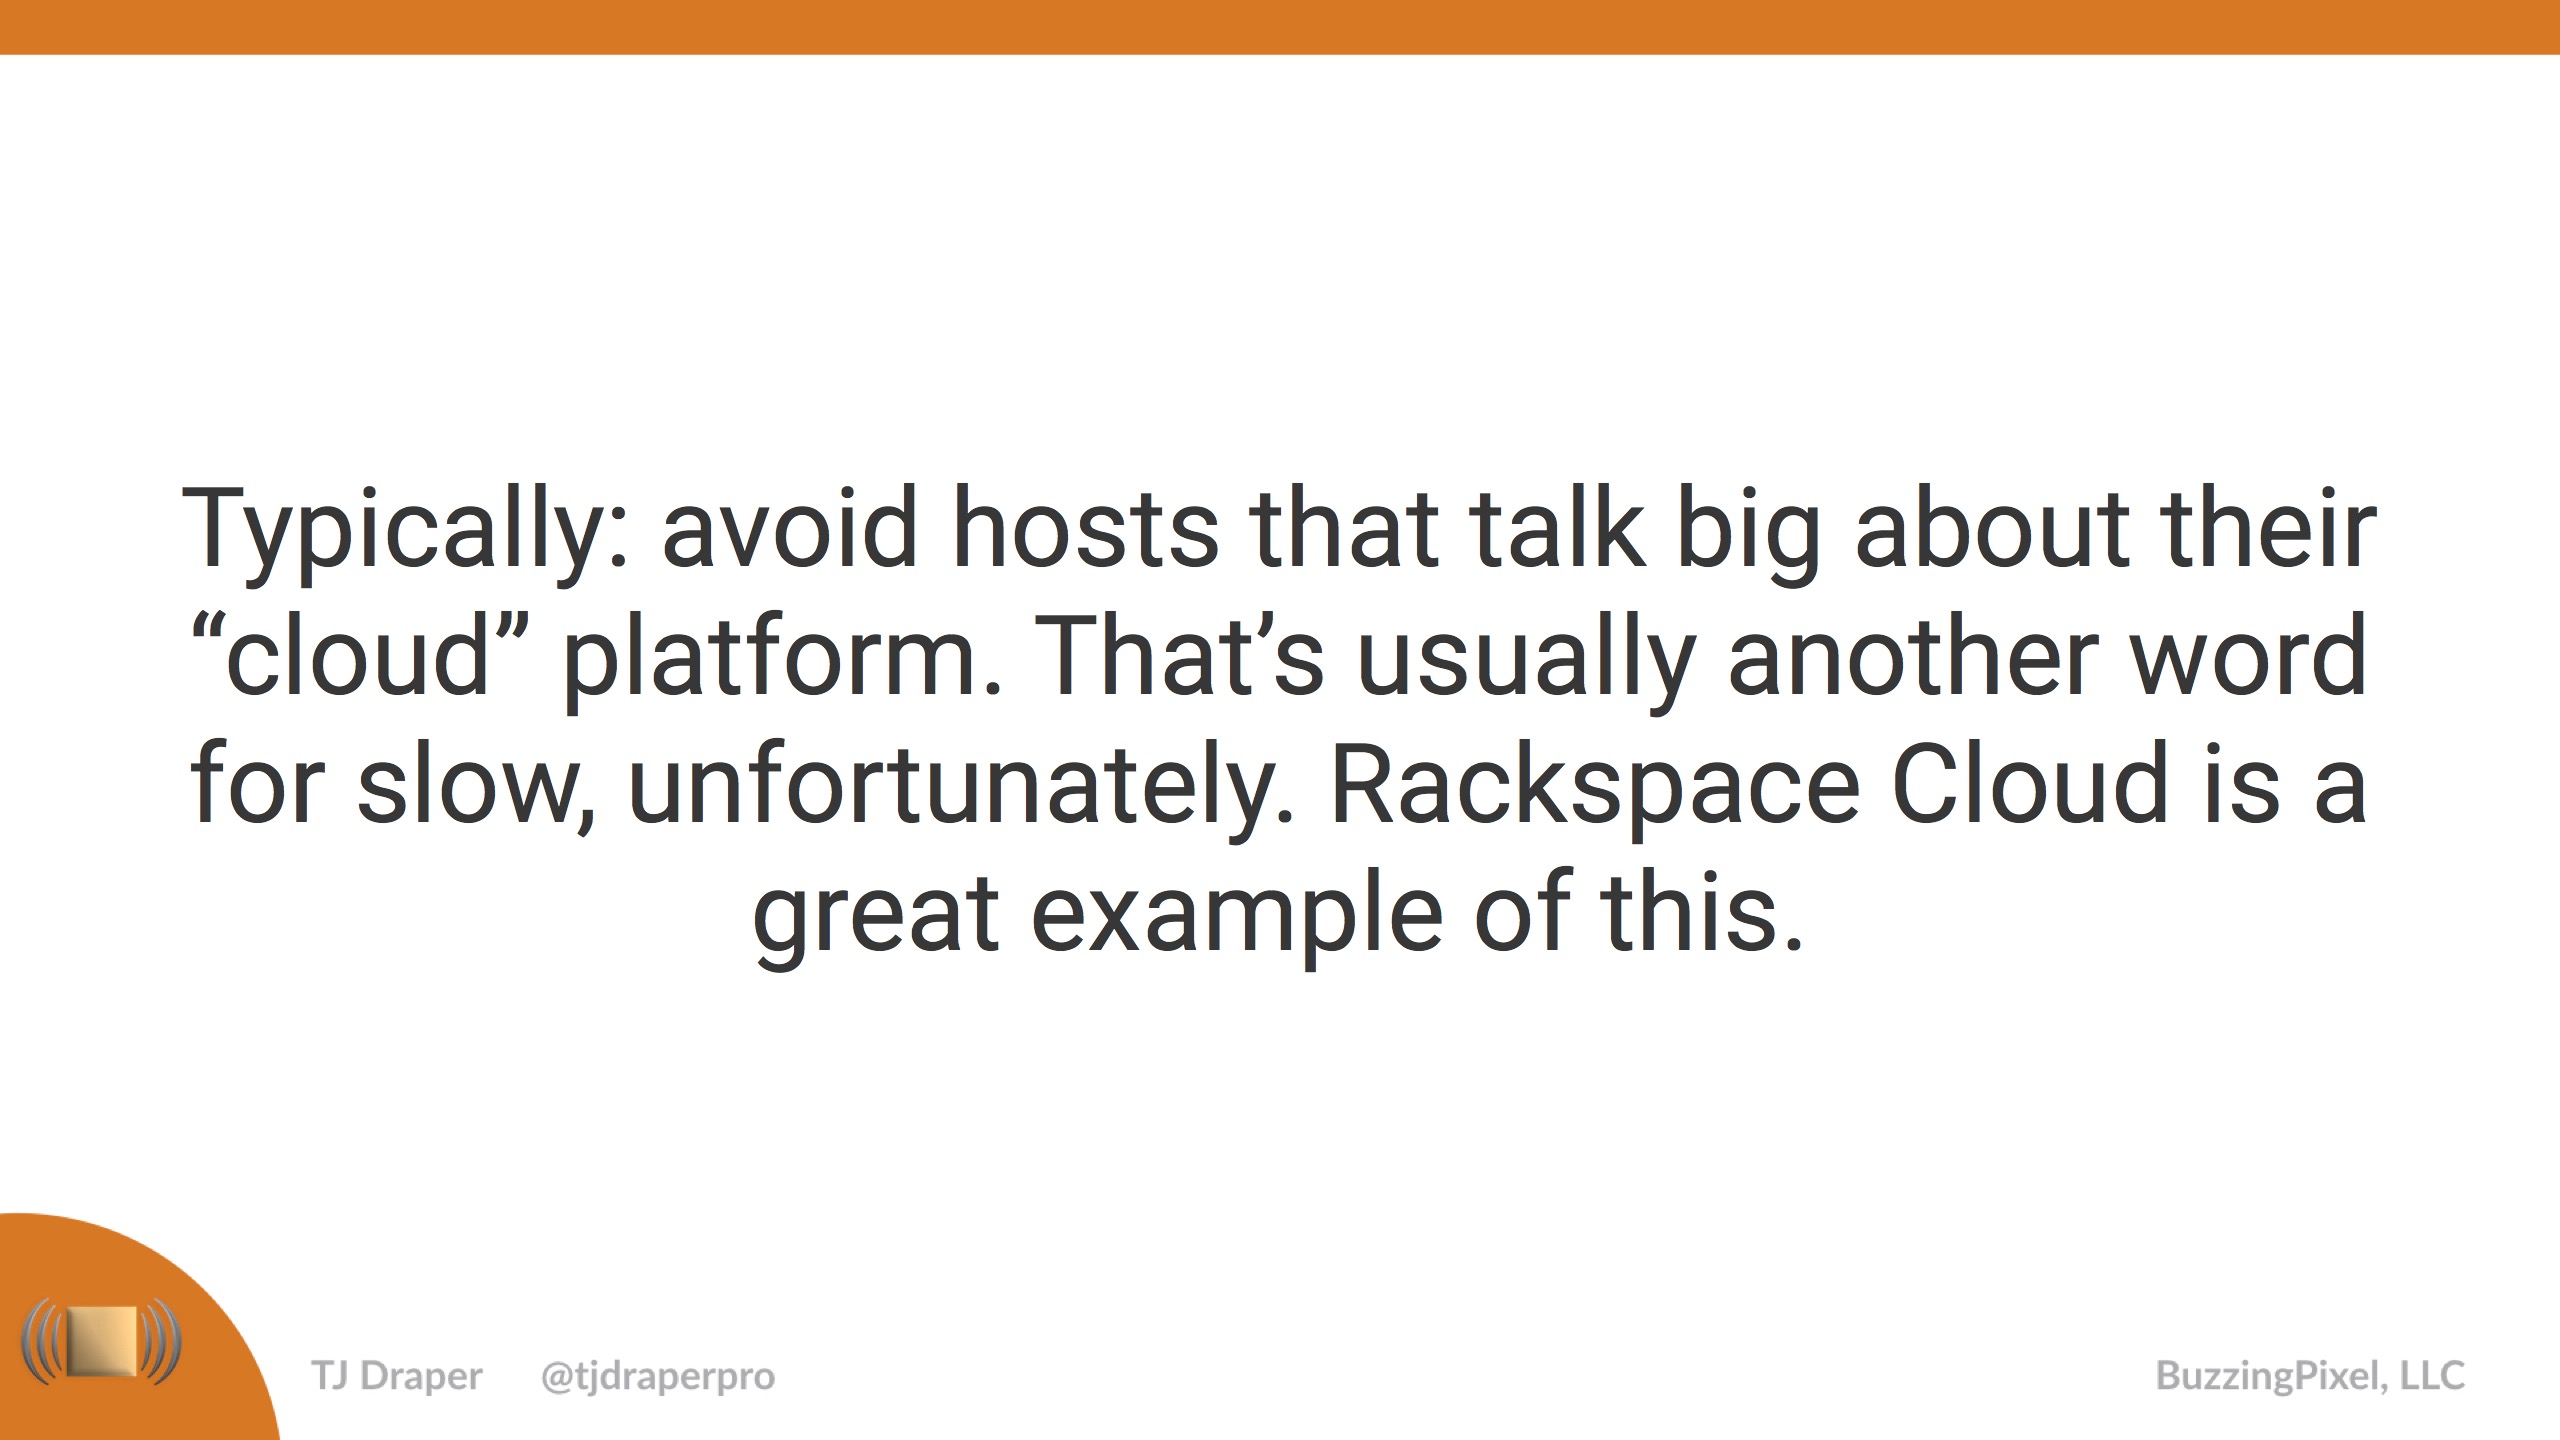 Typically: avoid hosts that talk big about their
“cloud” platform. That’s usually another word
for slow, unfortunately. Rackspace Cloud is a
great example of this.
TJ Draper @tjdraperpro
BuzzingPixel, LLC